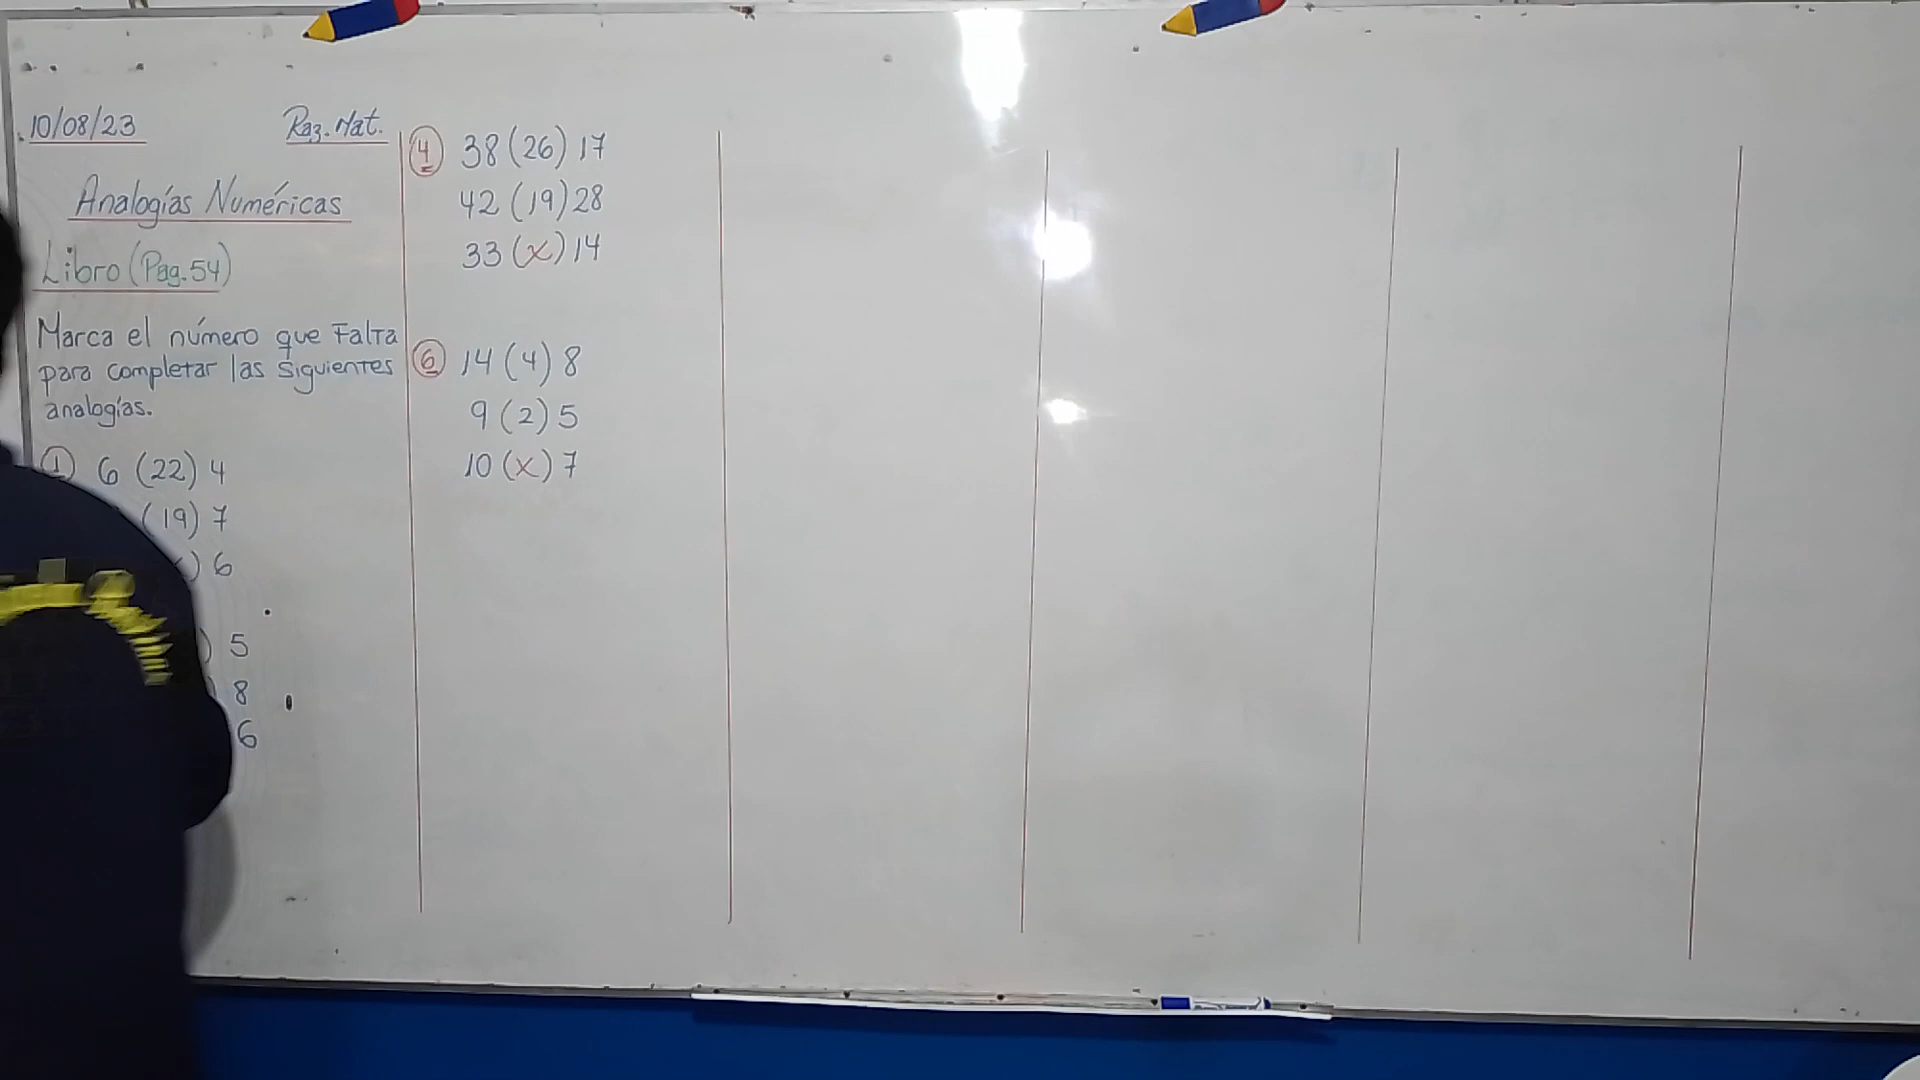 10/08/23 Raz. Mat.
Analogías Numéricas
Libro (Pag. 54)
Marca el número que Falta
para completar las siguientes
analogías.
1 6 (22) 4
(19) 7
) 6
) 5
) 8
6
4 38 (26) 17
42 (19) 28
33 (x) 14
6 14 (4) 8
9 (2) 5
10 (x) 7